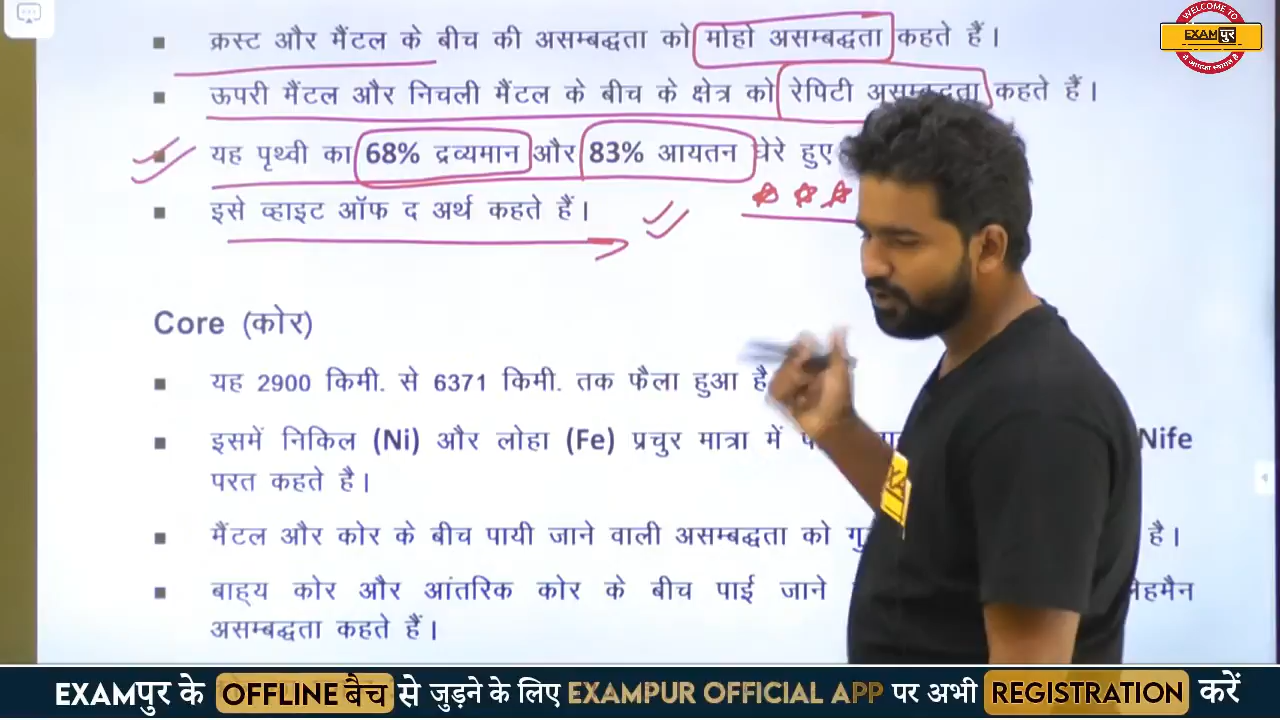 WELCOME TO
EXAMपुर
क्रस्ट और मैंटल के बीच की असम्बद्धता को मोहो असम्बद्धता कहते हैं।
ऊपरी मैंटल और निचली मैंटल के बीच के क्षेत्र को रेपिटी असम्बद्धता कहते हैं।
यह पृथ्वी का 68% द्रव्यमान और 83% आयतन घेरे हुए
इसे व्हाइट ऑफ द अर्थ कहते हैं।
Core (कोर)
यह 2900 किमी. से 6371 किमी. तक फैला हुआ है
इसमें निकिल (Ni) और लोहा (Fe) प्रचुर मात्रा में Nife
परत कहते है।
मैंटल और कोर के बीच पायी जाने वाली असम्बद्धता को है।
बाह्य कोर और आंतरिक कोर के बीच पाई जाने
असम्बद्धता कहते हैं।
EXAMपुर के OFFLINE बैच से जुड़ने के लिए EXAMPUR OFFICIAL APP पर अभी REGISTRATION करें